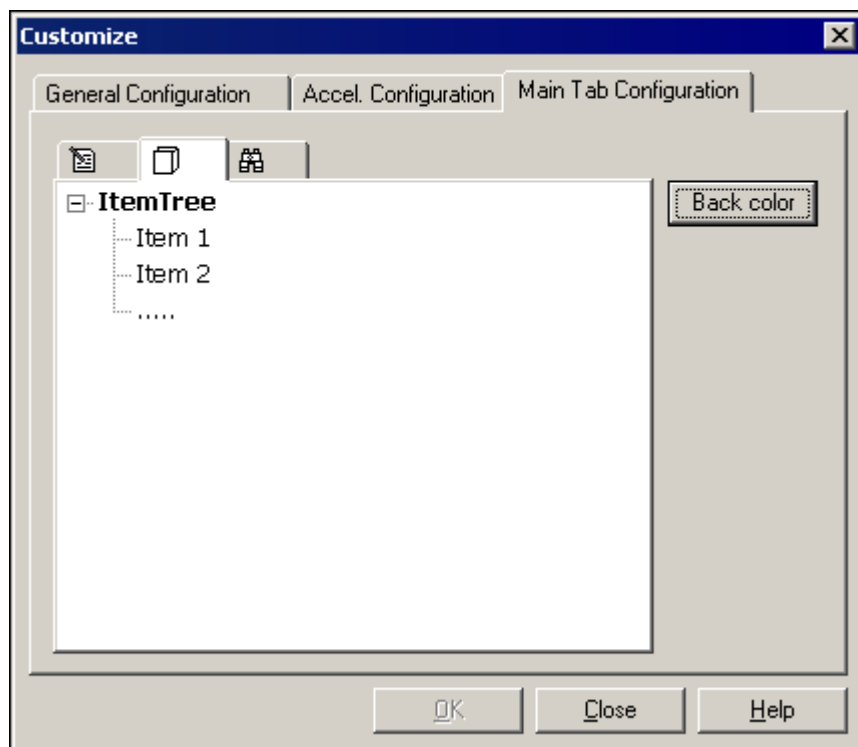 Customize
General Configuration
Accel. Configuration
Main Tab Configuration
ItemTree
Back color
Item 1
Item 2
.....
OK
Close
Help